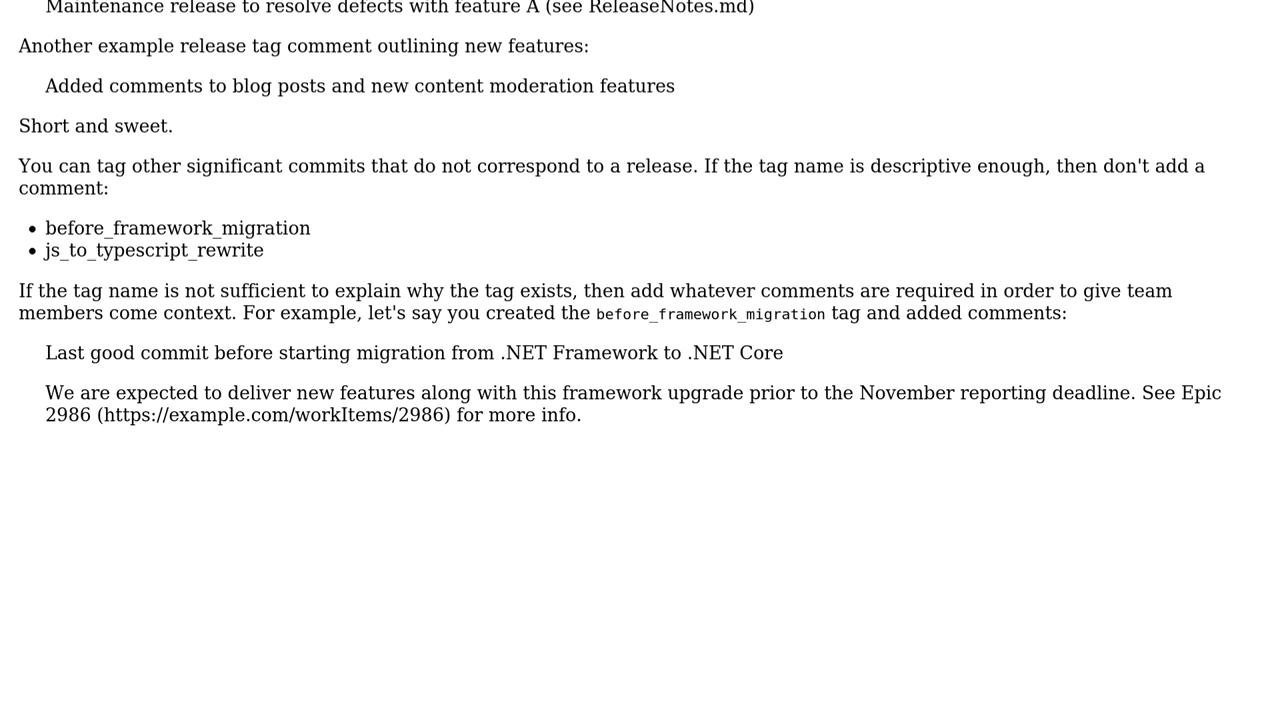 Maintenance release to resolve defects with feature A (see ReleaseNotes.md)
Another example release tag comment outlining new features:
Added comments to blog posts and new content moderation features
Short and sweet.
You can tag other significant commits that do not correspond to a release. If the tag name is descriptive enough, then don't add a
comment:
• before_framework_migration
• js_to_typescript_rewrite
If the tag name is not sufficient to explain why the tag exists, then add whatever comments are required in order to give team
members come context. For example, let's say you created the before_framework_migration tag and added comments:
Last good commit before starting migration from .NET Framework to .NET Core
We are expected to deliver new features along with this framework upgrade prior to the November reporting deadline. See Epic
2986 (https://example.com/workItems/2986) for more info.